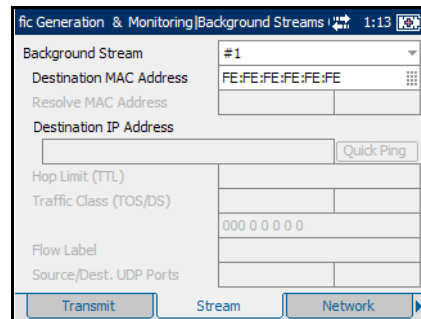 fic Generation & Monitoring|Background Streams 1:13
Background Stream #1
Destination MAC Address FE:FE:FE:FE:FE:FE
Resolve MAC Address
Destination IP Address
Quick Ping
Hop Limit (TTL)
Traffic Class (TOS/DS)
000 0 0 0 0 0
Flow Label
Source/Dest. UDP Ports
Transmit Stream Network